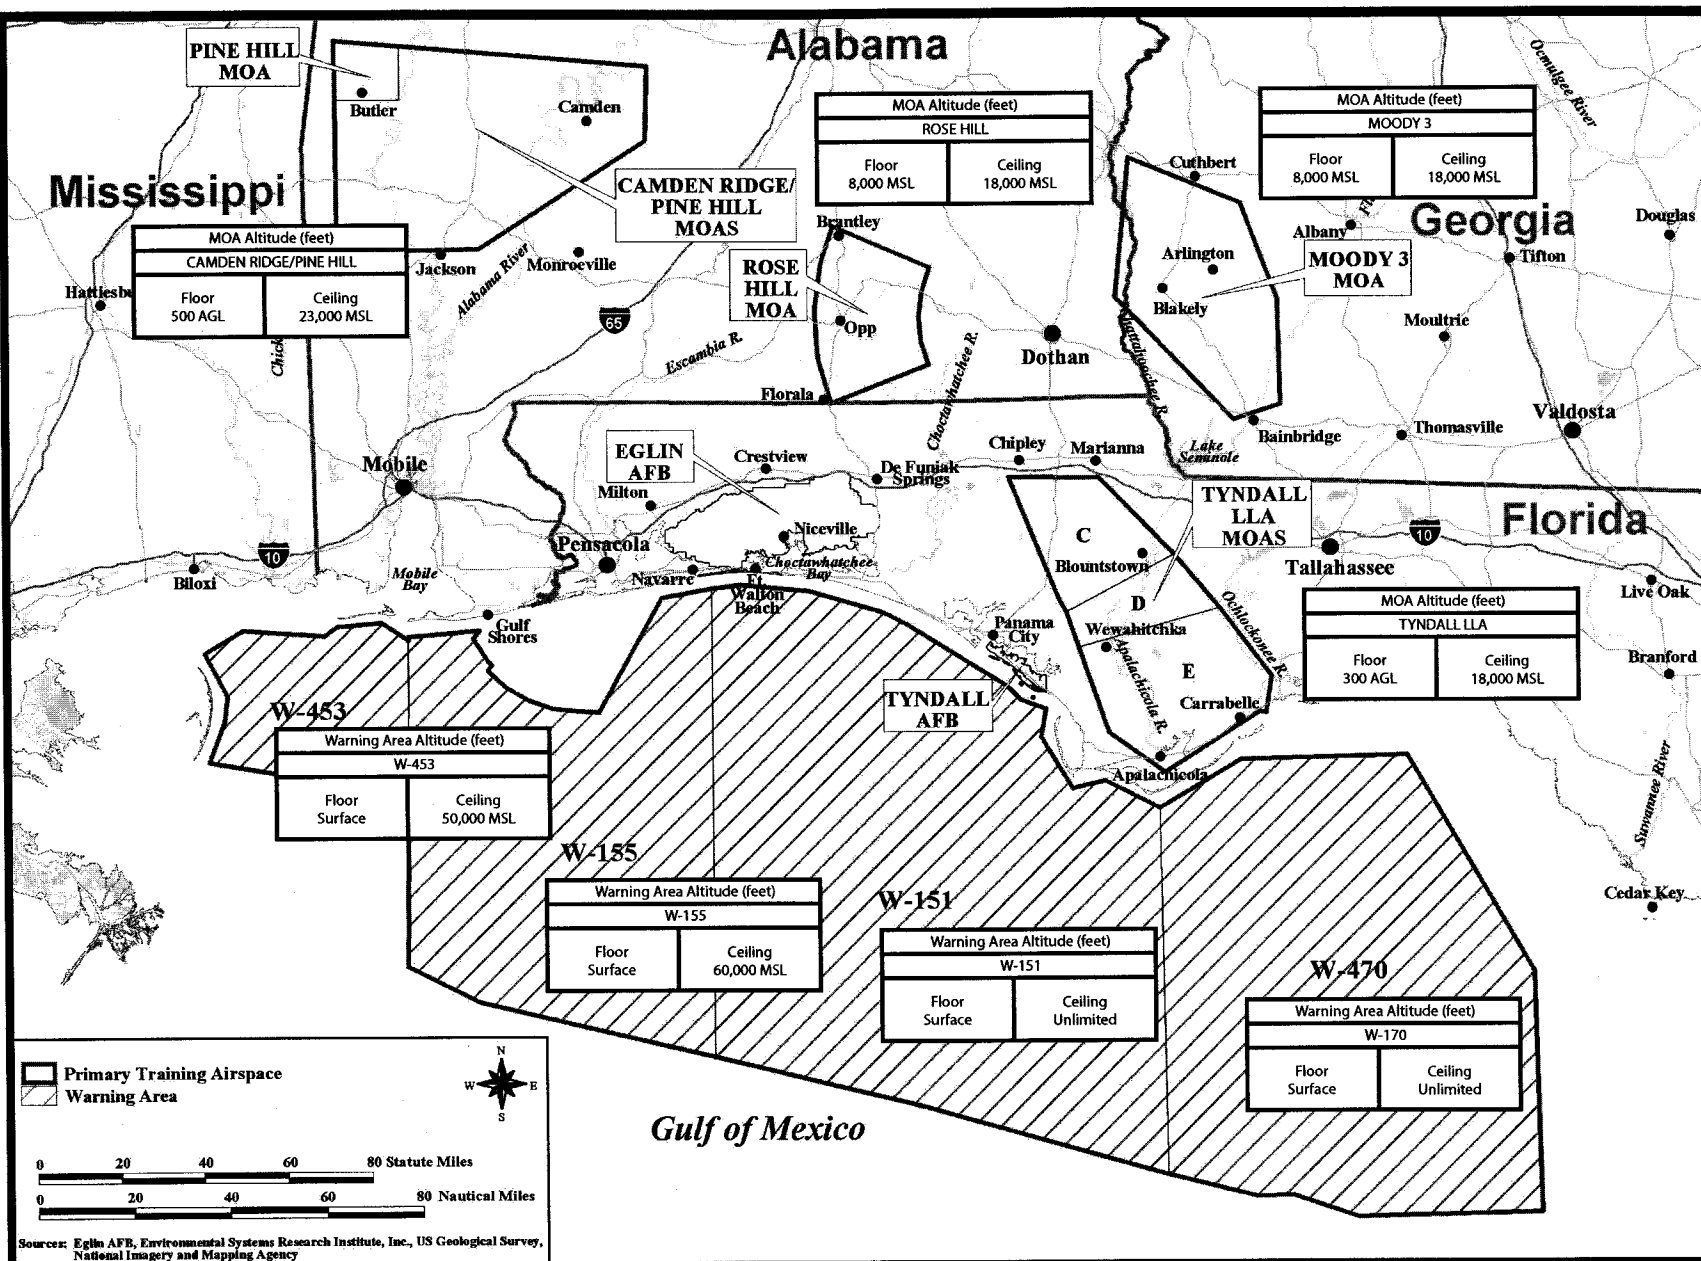 Alabama
PINE HILL
MOA
Butler
Camden
MOA Altitude (feet)
ROSE HILL
Floor
8,000 MSL
Ceiling
18,000 MSL
MOA Altitude (feet)
MOODY 3
Floor
8,000 MSL
Ceiling
18,000 MSL
Ocmulgee River
Mississippi
CAMDEN RIDGE/
PINE HILL
MOAS
Cuthbert
Georgia
Douglas
Albany
Fl
Brantley
MOA Altitude (feet)
CAMDEN RIDGE/PINE HILL
Floor
500 AGL
Ceiling
23,000 MSL
Hattiesbu
Chick
Jackson
Alabama River
Monroeville
ROSE
HILL
MOA
Opp
Arlington
Blakely
MOODY 3
MOA
Tifton
65
Escambia R.
Choctawhatchee R.
Dothan
Chattahoochee R.
Moultrie
Florala
Valdosta
Bainbridge
Thomasville
EGLIN
AFB
Crestview
Chipley
Marianna
Lake
Seminole
Mobile
Milton
De Funiak
Springs
TYNDALL
LLA
MOAS
Florida
10
10
Niceville
C
Blountstown
Pensacola
Tallahassee
Biloxi
Mobile
Bay
Navarre
Ft
Walton
Beach
Choctawhatchee
Bay
D
Live Oak
Gulf
Shores
Panama
City
Wewahitchka
Ochlockonee R.
MOA Altitude (feet)
TYNDALL LLA
Floor
300 AGL
Ceiling
18,000 MSL
Branford
E
Apalachicola R.
TYNDALL
AFB
Carrabelle
Apalachicola
Suwannee River
W-453
Warning Area Altitude (feet)
W-453
Floor
Surface
Ceiling
50,000 MSL
W-155
Warning Area Altitude (feet)
W-155
Floor
Surface
Ceiling
60,000 MSL
W-151
Warning Area Altitude (feet)
W-151
Floor
Surface
Ceiling
Unlimited
Cedar Key
W-470
Warning Area Altitude (feet)
W-170
Floor
Surface
Ceiling
Unlimited
Gulf of Mexico
Primary Training Airspace
Warning Area
N
W E
S
0 20 40 60 80 Statute Miles
0 20 40 60 80 Nautical Miles
Sources: Eglin AFB, Environmental Systems Research Institute, Inc., US Geological Survey,
National Imagery and Mapping Agency